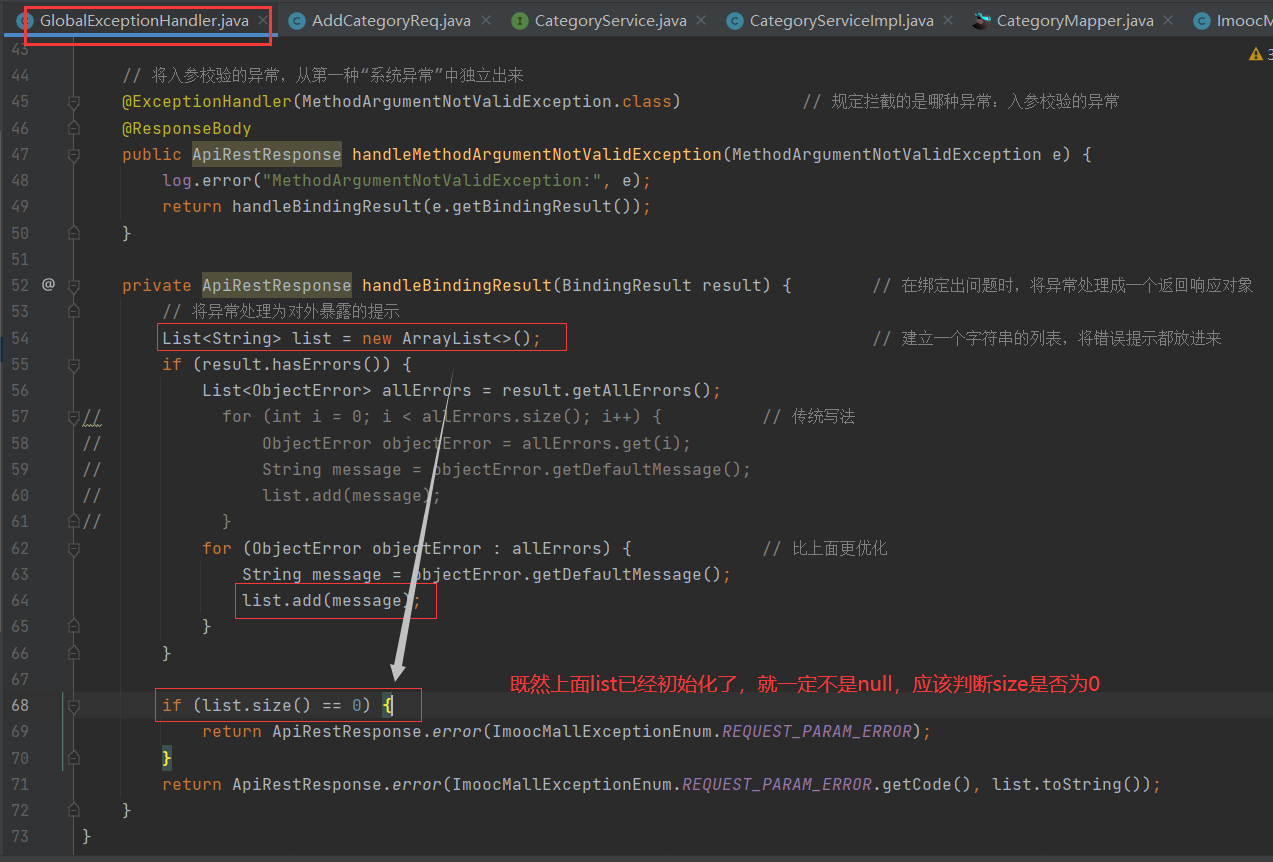 GlobalExceptionHandler.java AddCategoryReq.java CategoryService.java CategoryServiceImpl.java CategoryMapper.java ImoocM
43
44 // 将入参校验的异常，从第一种“系统异常”中独立出来 3
45 @ExceptionHandler(MethodArgumentNotValidException.class) // 规定拦截的是哪种异常：入参校验的异常
46 @ResponseBody
47 public ApiRestResponse handleMethodArgumentNotValidException(MethodArgumentNotValidException e) {
48 log.error("MethodArgumentNotValidException:", e);
49 return handleBindingResult(e.getBindingResult());
50 }
51
52 @ private ApiRestResponse handleBindingResult(BindingResult result) { // 在绑定出问题时，将异常处理成一个返回响应对象
53 // 将异常处理为对外暴露的提示
54 List<String> list = new ArrayList<>(); // 建立一个字符串的列表，将错误提示都放进来
55 if (result.hasErrors()) {
56 List<ObjectError> allErrors = result.getAllErrors();
57 // for (int i = 0; i < allErrors.size(); i++) { // 传统写法
58 // ObjectError objectError = allErrors.get(i);
59 // String message = objectError.getDefaultMessage();
60 // list.add(message);
61 // }
62 for (ObjectError objectError : allErrors) { // 比上面更优化
63 String message = objectError.getDefaultMessage();
64 list.add(message);
65 }
66 }
67
既然上面list已经初始化了，就一定不是null，应该判断size是否为0
68 if (list.size() == 0) {
69 return ApiRestResponse.error(ImoocMallExceptionEnum.REQUEST_PARAM_ERROR);
70 }
71 return ApiRestResponse.error(ImoocMallExceptionEnum.REQUEST_PARAM_ERROR.getCode(), list.toString());
72 }
73 }